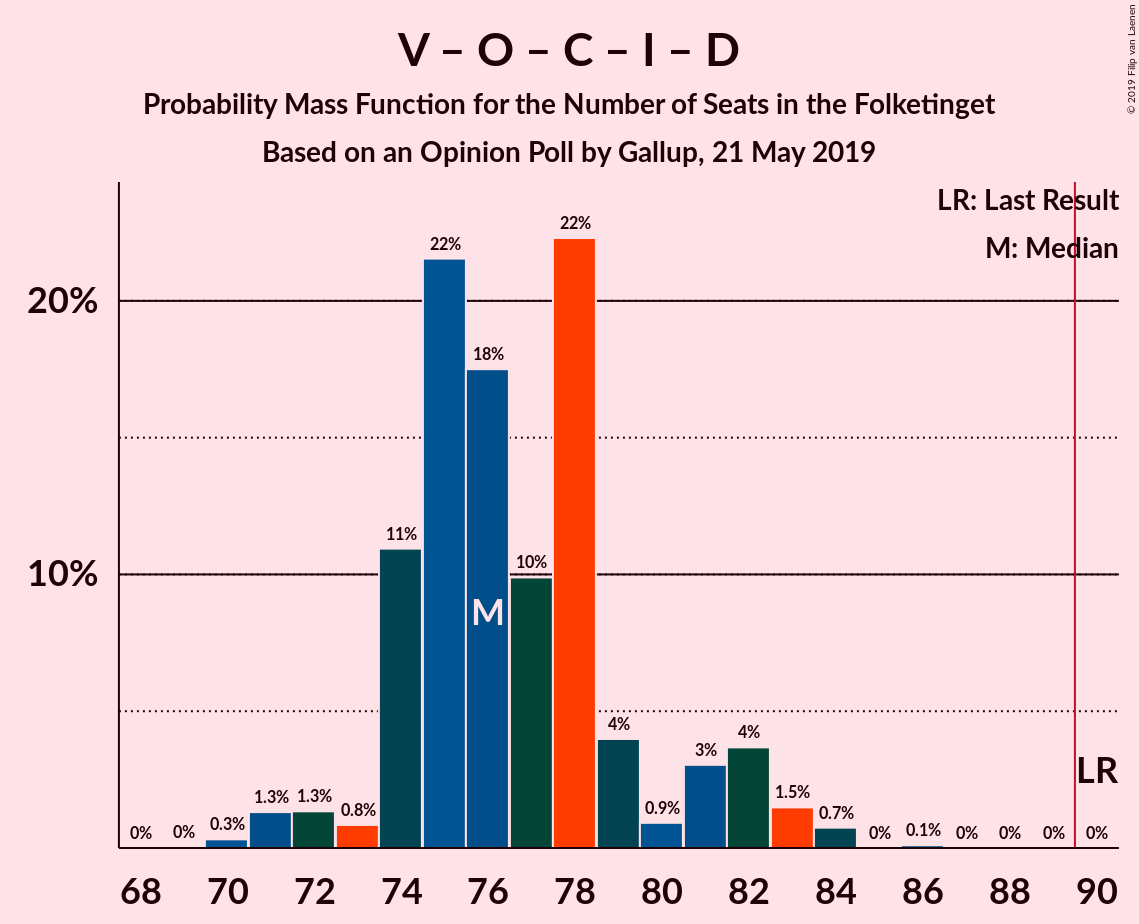 V – O – C – I – D
Probability Mass Function for the Number of Seats in the Folketinget
Based on an Opinion Poll by Gallup, 21 May 2019
© 2019 Filip van Laenen
LR: Last Result
M: Median
20%
10%
0%
0%
0.3%
1.3%
1.3%
0.8%
11%
22%
18%
10%
22%
4%
0.9%
3%
4%
1.5%
0.7%
0%
0.1%
0%
0%
0%
0%
M
LR
68 70 72 74 76 78 80 82 84 86 88 90